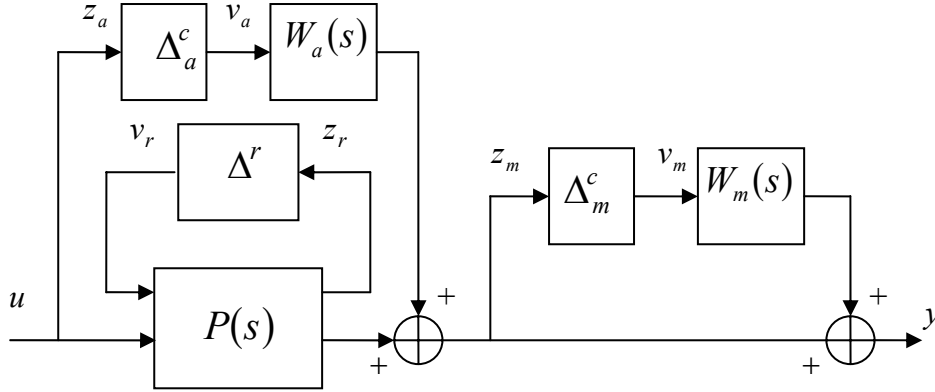 z_a v_a
Δ_a^c W_a(s)
v_r z_r
Δ^r
z_m v_m
Δ_m^c W_m(s)
u
P(s)
+
+
+
+
y